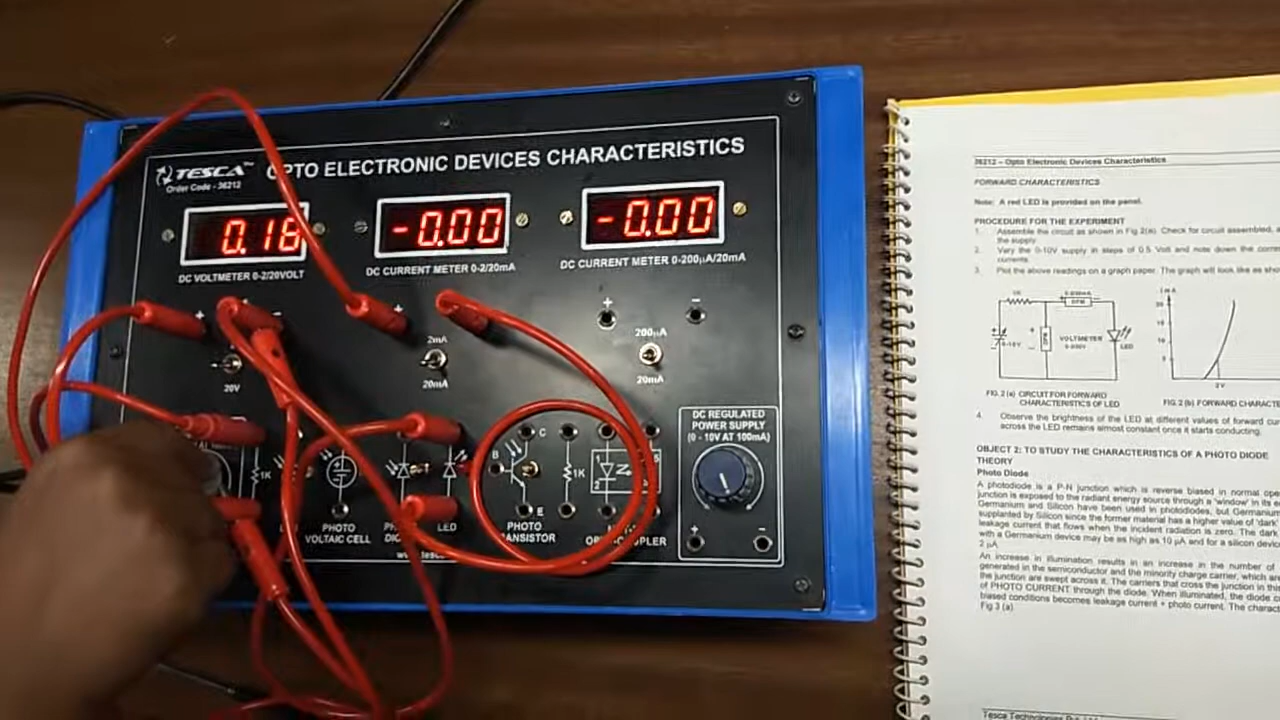 TESCA
Order Code - 36212
OPTO ELECTRONIC DEVICES CHARACTERISTICS
0.18
-0.00
-0.00
DC VOLTMETER 0-2/20VOLT
DC CURRENT METER 0-2/20mA
DC CURRENT METER 0-200µA/20mA
+
+
+
-
20V
2mA
20mA
200µA
20mA
1K
PHOTO
VOLTAIC CELL
LED
C
B
E
PHOTO
1K
5
2
DC REGULATED
POWER SUPPLY
(0 - 10V AT 100mA)
+
-
36212 – Opto Electronic Devices Characteristics
FORWARD CHARACTERISTICS
Note: A red LED is provided on the panel.
PROCEDURE FOR THE EXPERIMENT
1. Assemble the circuit as shown in Fig 2(a). Check for circuit assembled,
the supply.
2. Vary the 0-10V supply in steps of 0.5 Volt and note down the
currents.
3. Plot the above readings on a graph paper. The graph will look like as
1K
DPM
0-10V
+
-
DPM
VOLTMETER
LED
2V
FIG. 2 (a) CIRCUIT FOR FORWARD
CHARACTERISTICS OF LED
FIG. 2 (b) FORWARD
4. Observe the brightness of the LED at different values of forward
across the LED remains almost constant once it starts conducting.
OBJECT 2: TO STUDY THE CHARACTERISTICS OF A PHOTO DIODE
THEORY
Photo Diode
A photodiode is a P-N junction which is reverse biased in normal
junction is exposed to the radiant energy source through a 'window' in its
Germanium and Silicon have been used in photodiodes, but
supplanted by Silicon since the former material has a higher value of 'dark
leakage current that flows when the incident radiation is zero. The
with a Germanium device may be as high as 10 µA and for a silicon
2 µA
An increase in illumination results in an increase in the number of
generated in the semiconductor and the minority charge carrier, which
the junction are swept across it. The carriers that cross the junction in
of PHOTO CURRENT through the diode. When illuminated, the diode
biased conditions becomes leakage current + photo current. The
Fig 3 (a)
Tesca Technologies